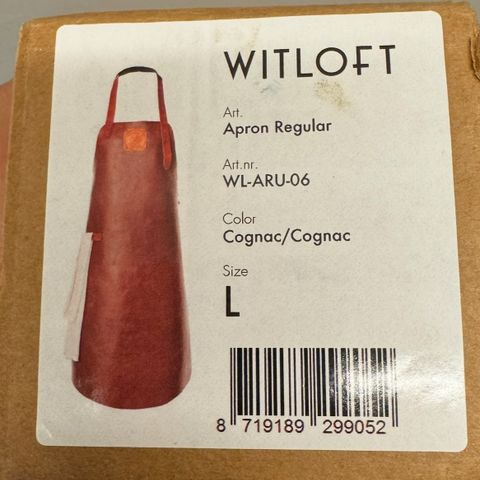 WITLOFT
Art.
Apron Regular
Art.nr.
WL-ARU-06
Color
Cognac/Cognac
Size
L
8 719189 299052